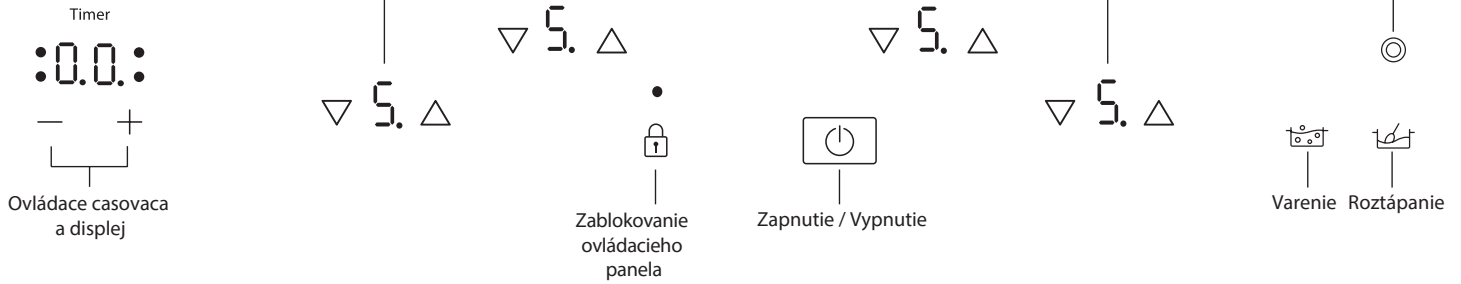 Timer
0.0.
5.
5.
5.
5.
Ovládace casovaca
a displej
Zablokovanie
ovládacieho
panela
Zapnutie / Vypnutie
Varenie
Roztápanie